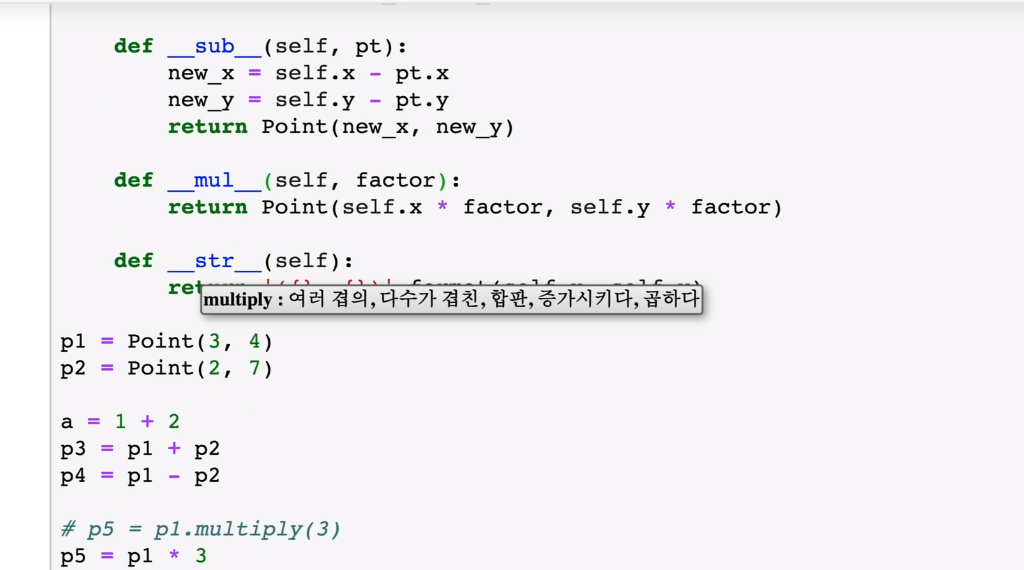 def __sub__(self, pt):
new_x = self.x - pt.x
new_y = self.y - pt.y
return Point(new_x, new_y)
def __mul__(self, factor):
return Point(self.x * factor, self.y * factor)
def __str__(self):
multiply : 여러 겹의, 다수가 겹친, 합판, 증가시키다, 곱하다
p1 = Point(3, 4)
p2 = Point(2, 7)
a = 1 + 2
p3 = p1 + p2
p4 = p1 - p2
# p5 = p1.multiply(3)
p5 = p1 * 3